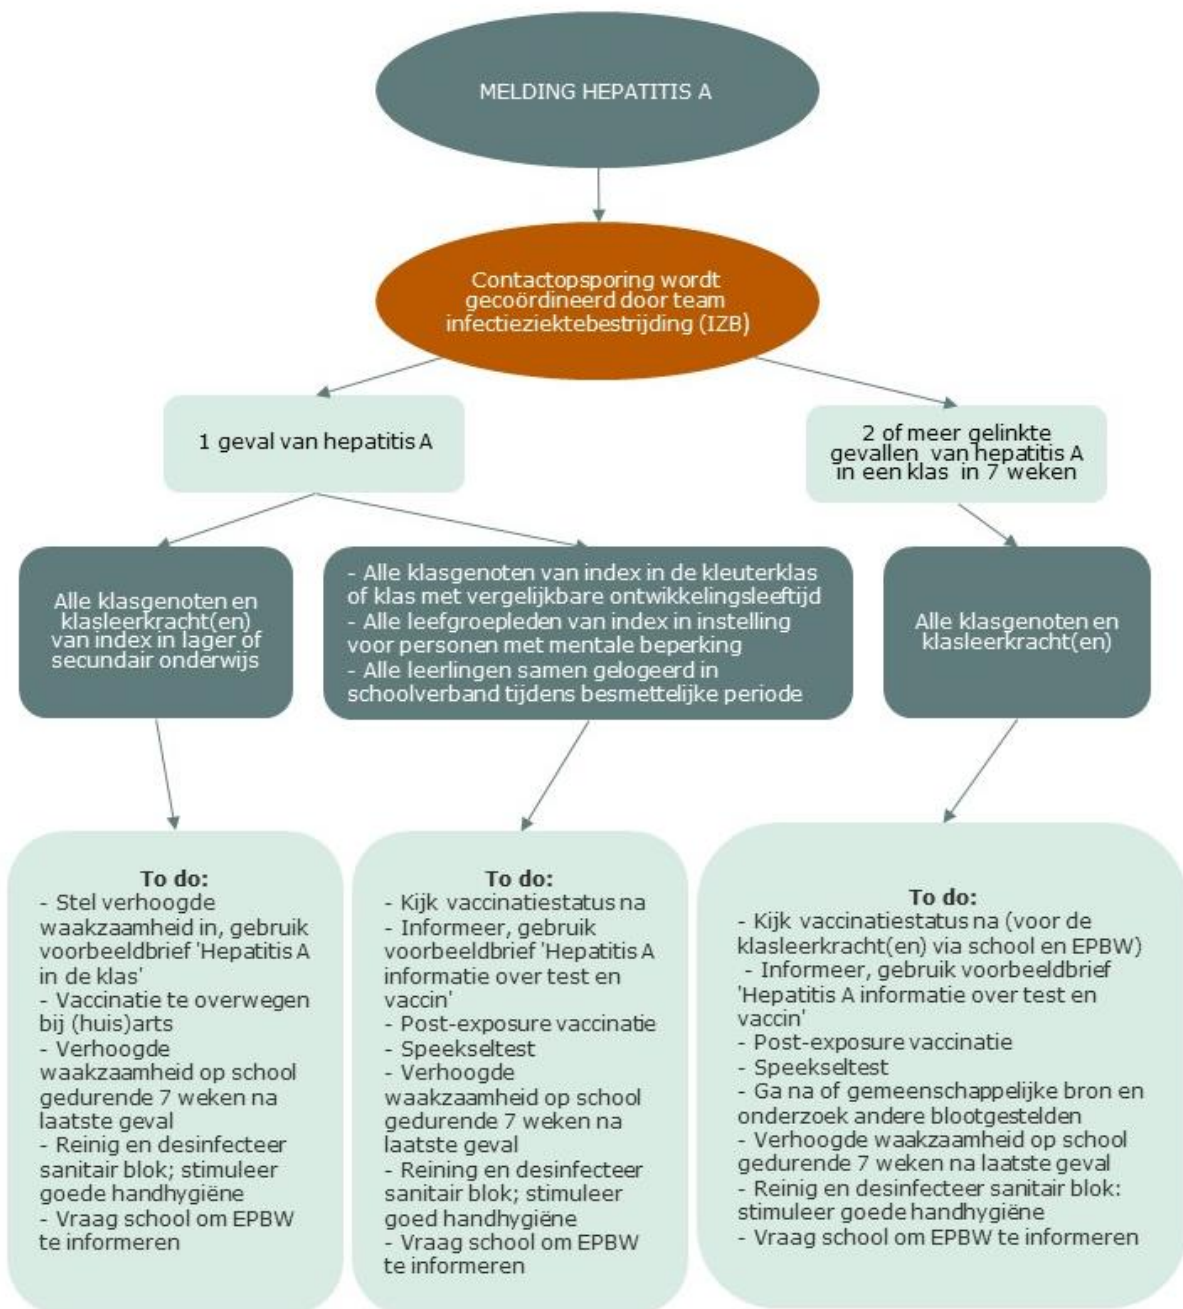 MELDING HEPATITIS A
Contactopsporing wordt
gecoördineerd door team
infectieziektebestrijding (IZB)
1 geval van hepatitis A
2 of meer gelinkte
gevallen van hepatitis A
in een klas in 7 weken
Alle klasgenoten en
klasleerkracht(en)
van index in lager of
secundair onderwijs
- Alle klasgenoten van index in de kleuterklas
of klas met vergelijkbare ontwikkelingsleeftijd
- Alle leefgroepleden van index in instelling
voor personen met mentale beperking
- Alle leerlingen samen gelogeerd in
schoolverband tijdens besmettelijke periode
Alle klasgenoten en
klasleerkracht(en)
To do:
- Stel verhoogde
waakzaamheid in, gebruik
voorbeeldbrief 'Hepatitis A
in de klas'
- Vaccinatie te overwegen
bij (huis)arts
- Verhoogde
waakzaamheid op school
gedurende 7 weken na
laatste geval
- Reinig en desinfecteer
sanitair blok; stimuleer
goede handhygiëne
- Vraag school om EPBW
te informeren
To do:
- Kijk vaccinatiestatus na
- Informeer, gebruik
voorbeeldbrief 'Hepatitis A
informatie over test en
vaccin'
- Post-exposure vaccinatie
- Speekseltest
- Verhoogde
waakzaamheid op school
gedurende 7 weken na
laatste geval
- Reining en desinfecteer
sanitair blok; stimuleer
goed handhygiëne
- Vraag school om EPBW
te informeren
To do:
- Kijk vaccinatiestatus na (voor de
klasleerkracht(en) via school en EPBW)
- Informeer, gebruik voorbeeldbrief
'Hepatitis A informatie over test en
vaccin'
- Post-exposure vaccinatie
- Speekseltest
- Ga na of gemeenschappelijke bron en
onderzoek andere blootgestelden
- Verhoogde waakzaamheid op school
gedurende 7 weken na laatste geval
- Reinig en desinfecteer sanitair blok:
stimuleer goede handhygiëne
- Vraag school om EPBW te informeren